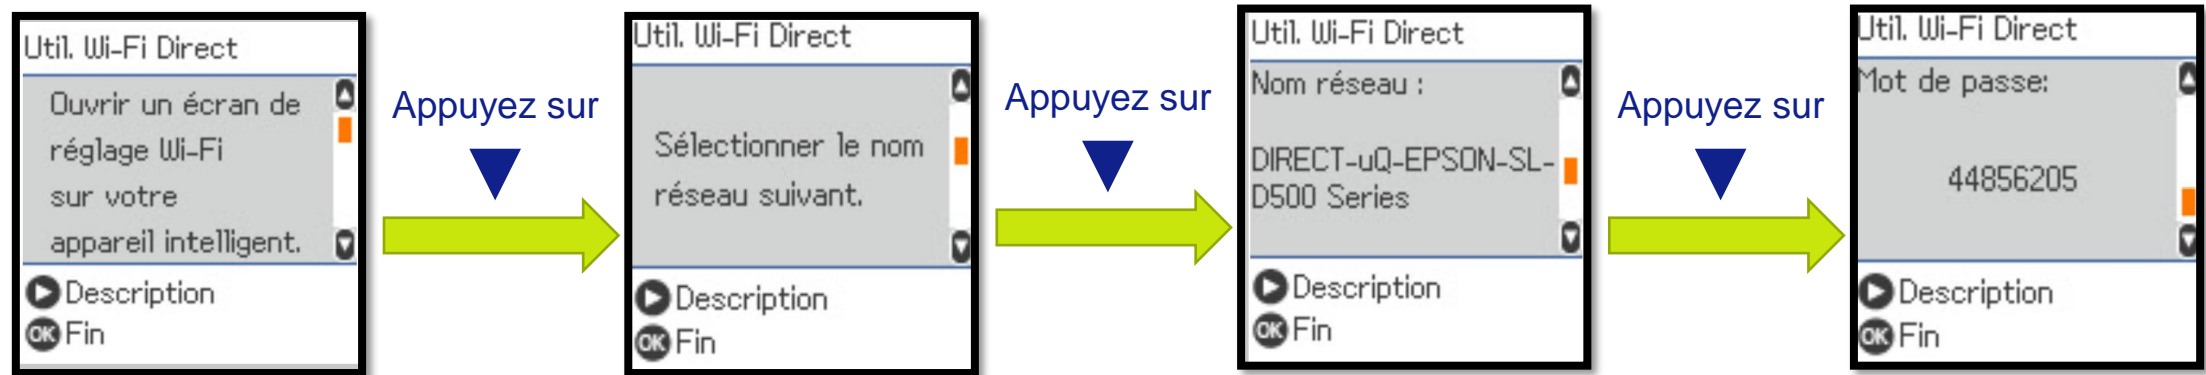 Util. Wi-Fi Direct
Ouvrir un écran de
réglage Wi-Fi
sur votre
appareil intelligent.
Description
OK Fin
Appuyez sur
Util. Wi-Fi Direct
Sélectionner le nom
réseau suivant.
Description
OK Fin
Appuyez sur
Util. Wi-Fi Direct
Nom réseau :
DIRECT-uQ-EPSON-SL-
D500 Series
Description
OK Fin
Appuyez sur
Util. Wi-Fi Direct
Mot de passe:
44856205
Description
OK Fin